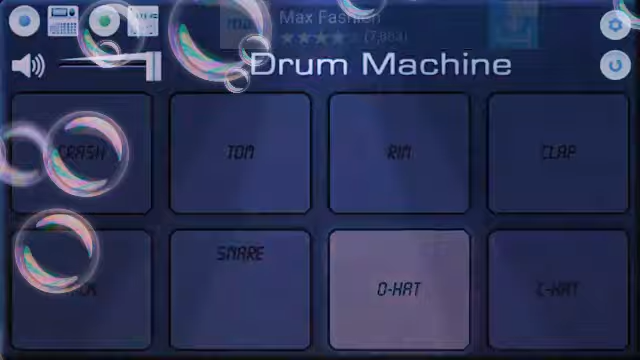 Max Fashion
(7,864)
Drum Machine
CRASH TOM RIM CLAP
SNARE
O-HAT C-HAT